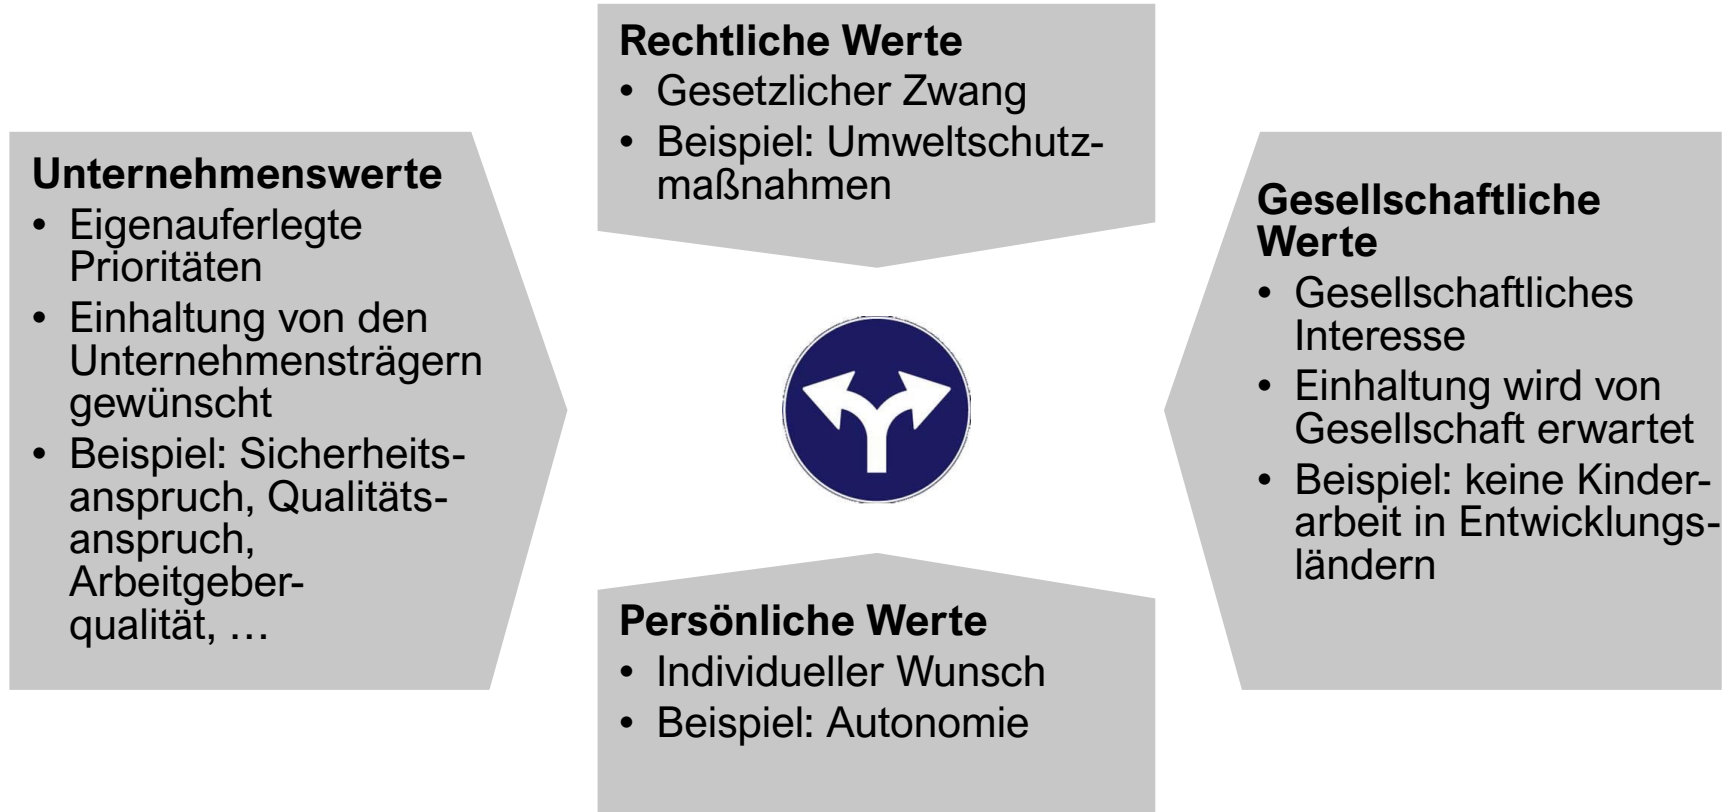 Rechtliche Werte
• Gesetzlicher Zwang
• Beispiel: Umweltschutz-
maßnahmen
Unternehmenswerte
• Eigenauferlegte
Prioritäten
• Einhaltung von den
Unternehmensträgern
gewünscht
• Beispiel: Sicherheits-
anspruch, Qualitäts-
anspruch,
Arbeitgeber-
qualität, …
Gesellschaftliche
Werte
• Gesellschaftliches
Interesse
• Einhaltung wird von
Gesellschaft erwartet
• Beispiel: keine Kinder-
arbeit in Entwicklungs-
ländern
Persönliche Werte
• Individueller Wunsch
• Beispiel: Autonomie